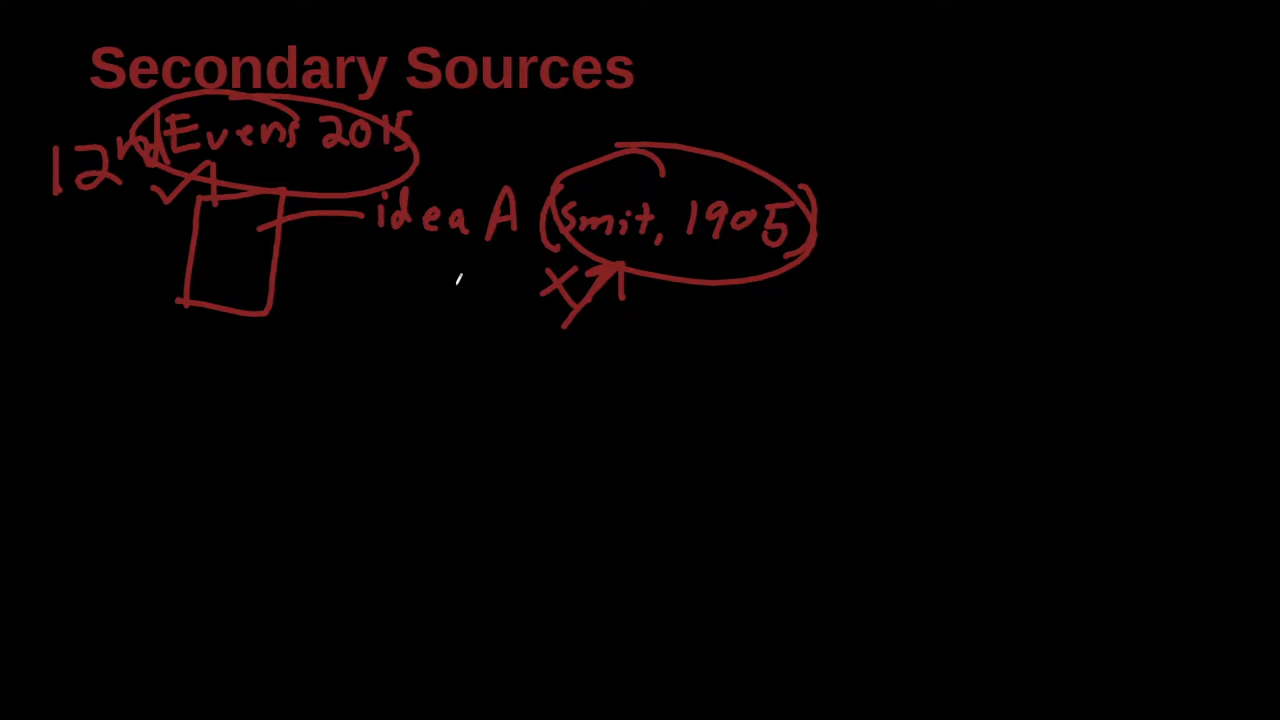 Secondary Sources
12nd Evens 2015
idea A (Smit, 1905)
X